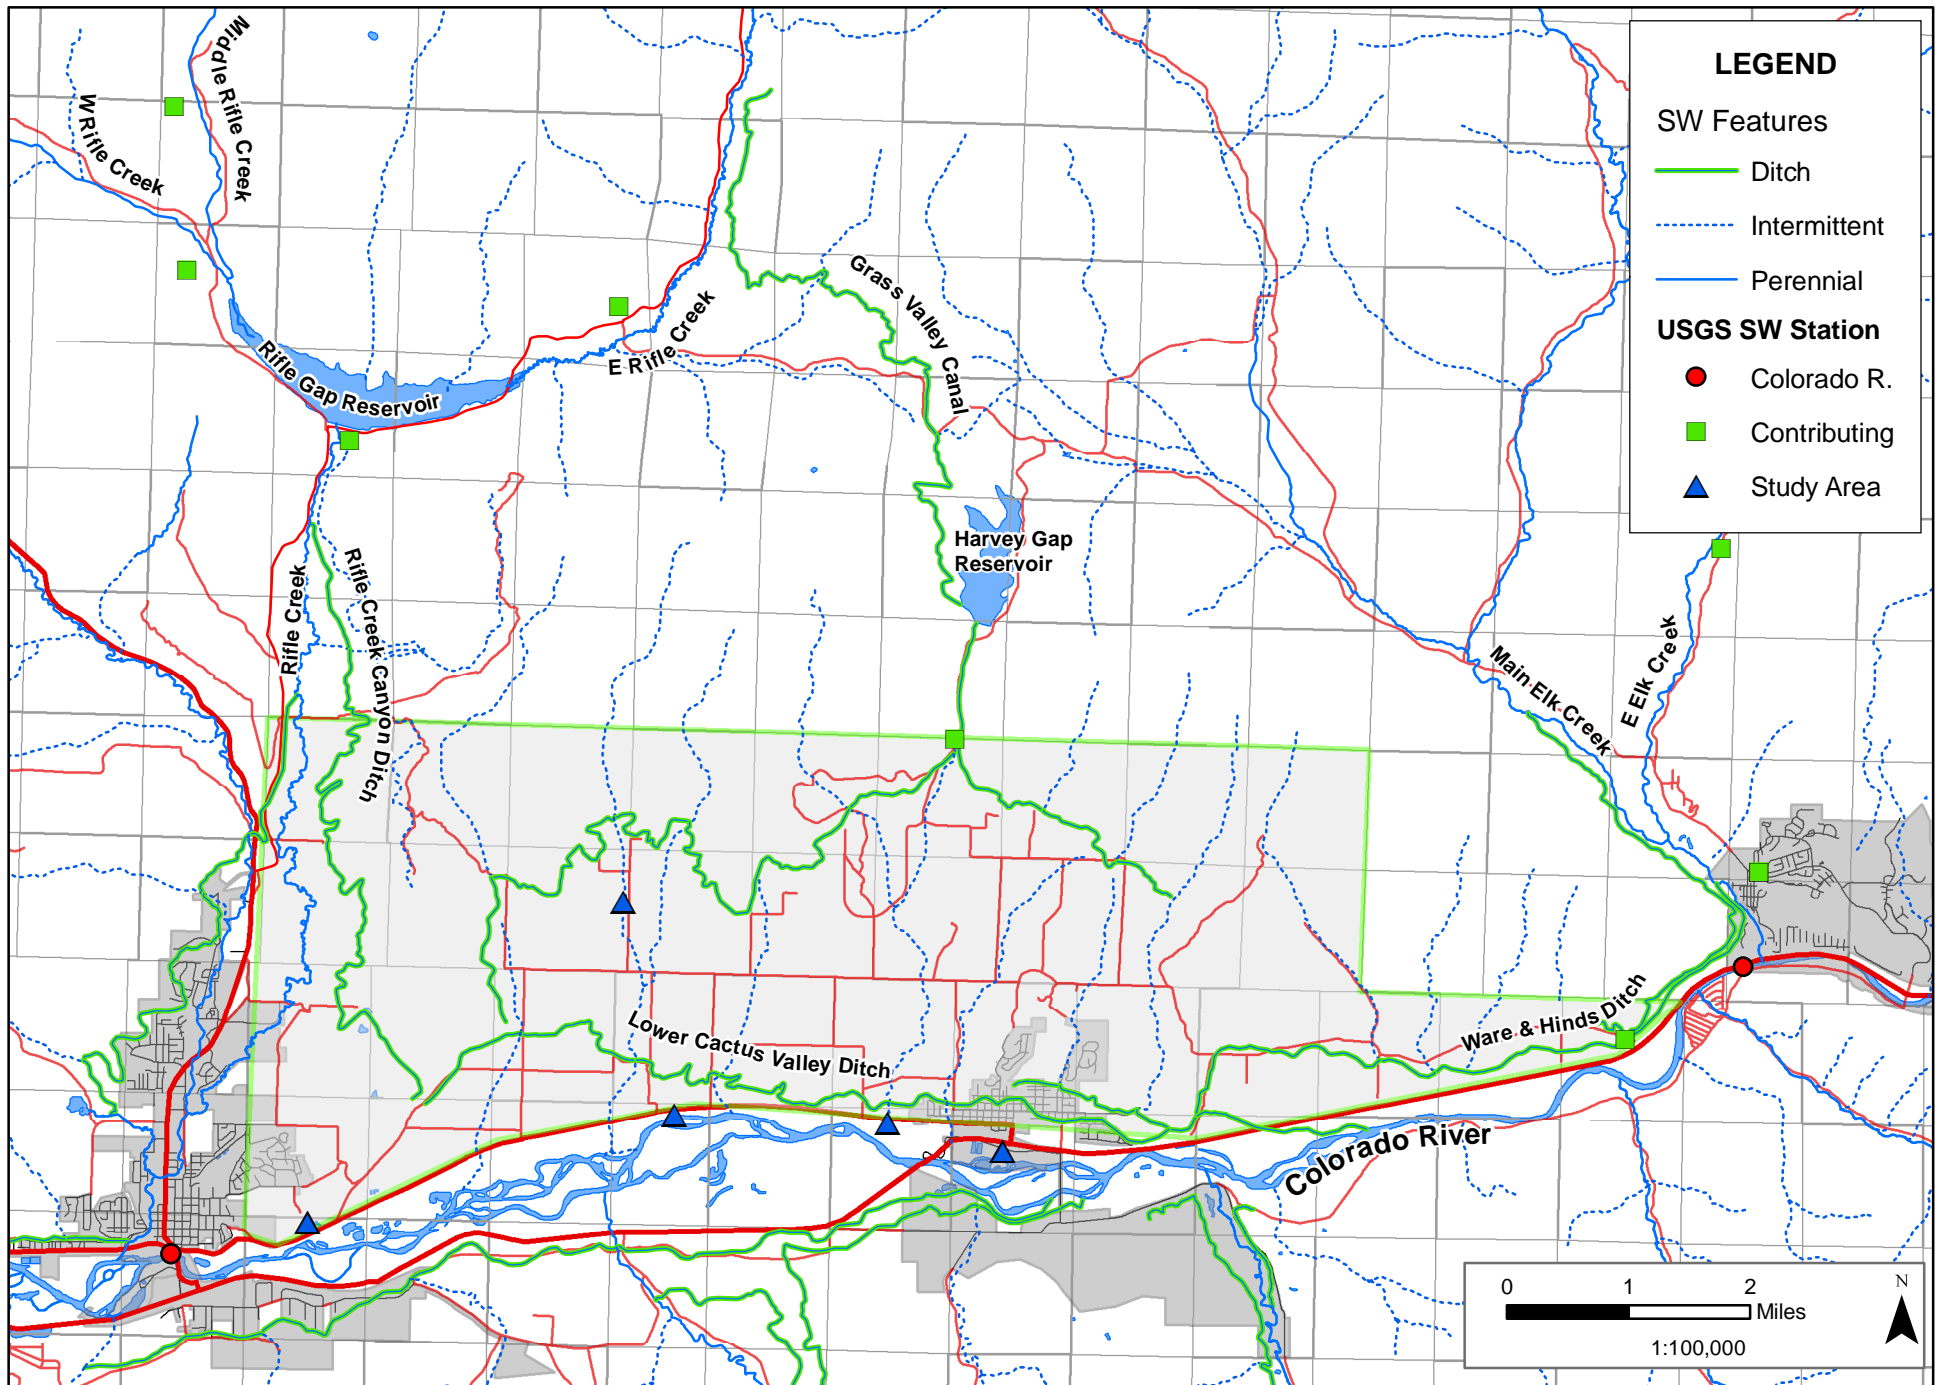 Middle Rifle Creek
W Rifle Creek
LEGEND
SW Features
Ditch
Intermittent
Perennial
USGS SW Station
Colorado R.
Contributing
Study Area
Grass Valley Canal
E Rifle Creek
Rifle Gap Reservoir
Harvey Gap
Reservoir
Rifle Creek
Rifle Creek Canyon Ditch
Main Elk Creek
E Elk Creek
Ware & Hinds Ditch
Lower Cactus Valley Ditch
Colorado River
0 1 2
Miles
1:100,000
N